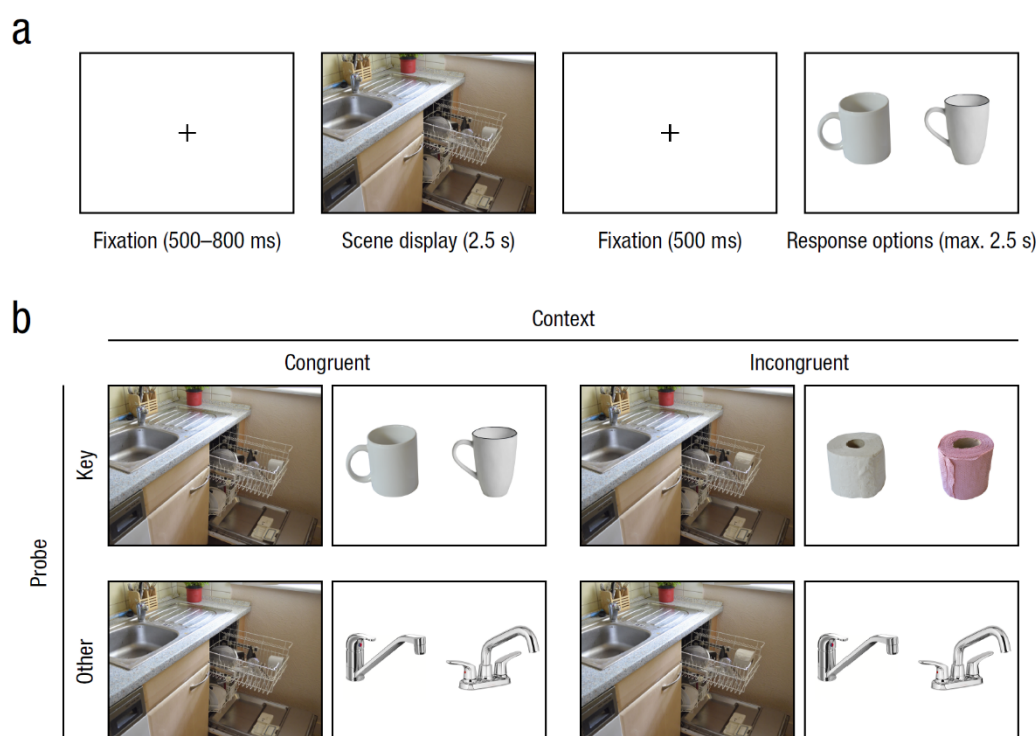 a
Fixation (500–800 ms)
Scene display (2.5 s)
Fixation (500 ms)
Response options (max. 2.5 s)
b
Context
Congruent
Incongruent
Probe
Key
Other